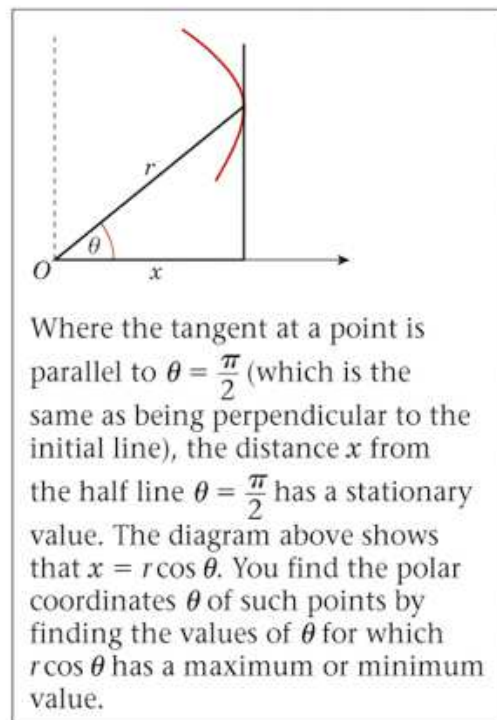 r
θ
O
x
Where the tangent at a point is
parallel to θ = π/2 (which is the
same as being perpendicular to the
initial line), the distance x from
the half line θ = π/2 has a stationary
value. The diagram above shows
that x = r cos θ. You find the polar
coordinates θ of such points by
finding the values of θ for which
r cos θ has a maximum or minimum
value.